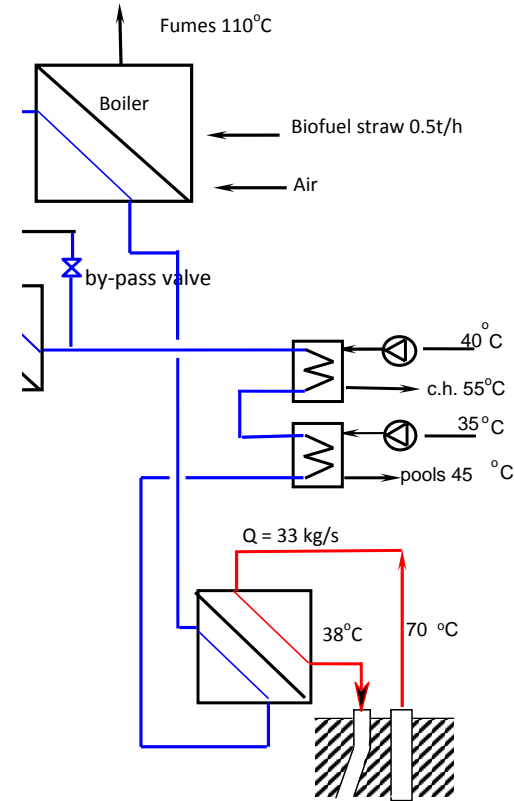 Fumes 110°C
Boiler
Biofuel straw 0.5t/h
Air
by-pass valve
40°C
c.h. 55°C
35°C
pools 45 °C
Q = 33 kg/s
38°C
70 °C